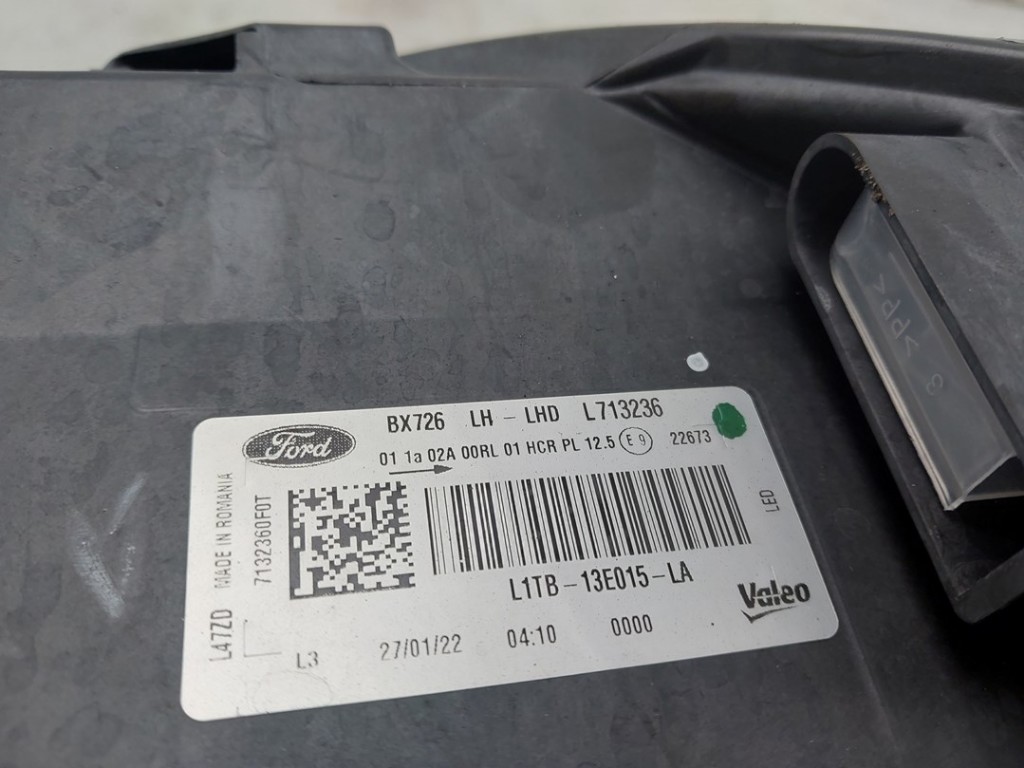 BX726 LH - LHD L713236
Ford
01 1a 02A 00RL 01 HCR PL 12.5 E9 22673
L47ZD MADE IN ROMANIA
7132360F0T
LED
L1TB-13E015-LA
Valeo
L3 27/01/22 04:10 0000
>PP<